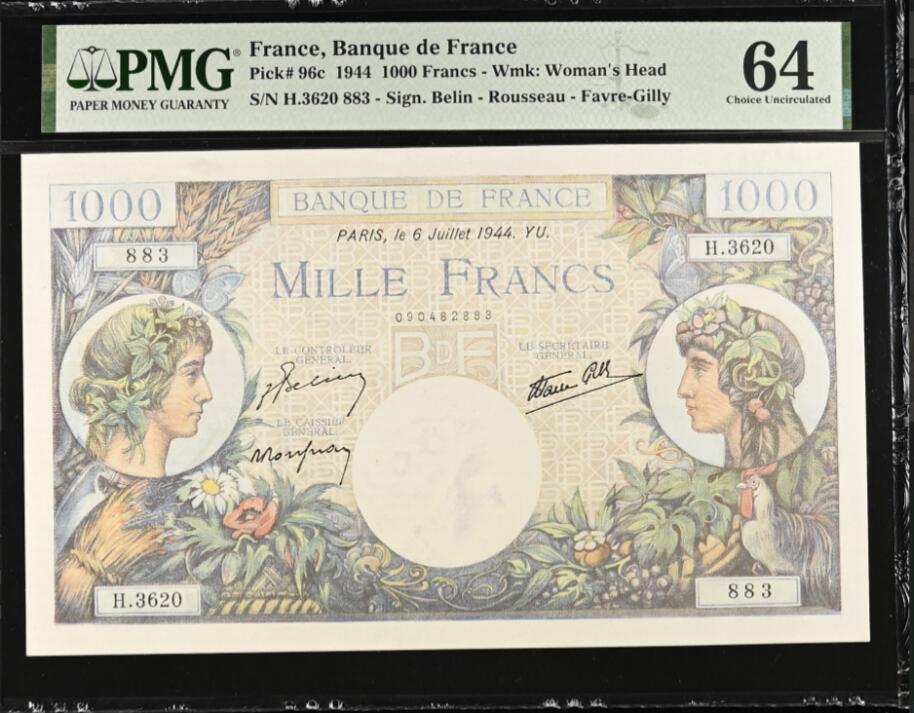 PMG®
PAPER MONEY GUARANTY
France, Banque de France
Pick# 96c 1944 1000 Francs - Wmk: Woman's Head
S/N H.3620 883 - Sign. Belin - Rousseau - Favre-Gilly
64
Choice Uncirculated
1000
BANQUE DE FRANCE
1000
PARIS, le 6 Juillet 1944. YU.
883
H.3620
MILLE FRANCS
090482883
BDF
LE CONTRÔLEUR
GÉNÉRAL,
LE SECRÉTAIRE
GÉNÉRAL,
LE CAISSIER
GÉNÉRAL,
H.3620
883